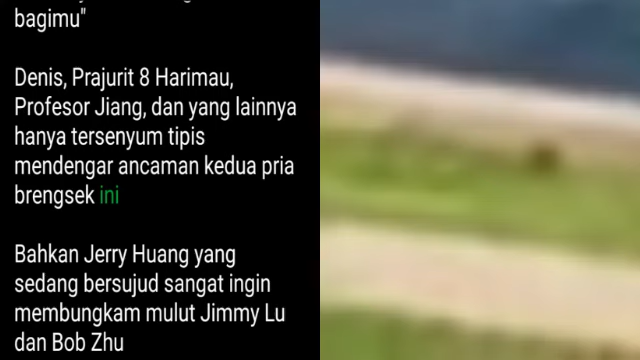 bagimu"
Denis, Prajurit 8 Harimau,
Profesor Jiang, dan yang lainnya
hanya tersenyum tipis
mendengar ancaman kedua pria
brengsek ini
Bahkan Jerry Huang yang
sedang bersujud sangat ingin
membungkam mulut Jimmy Lu
dan Bob Zhu